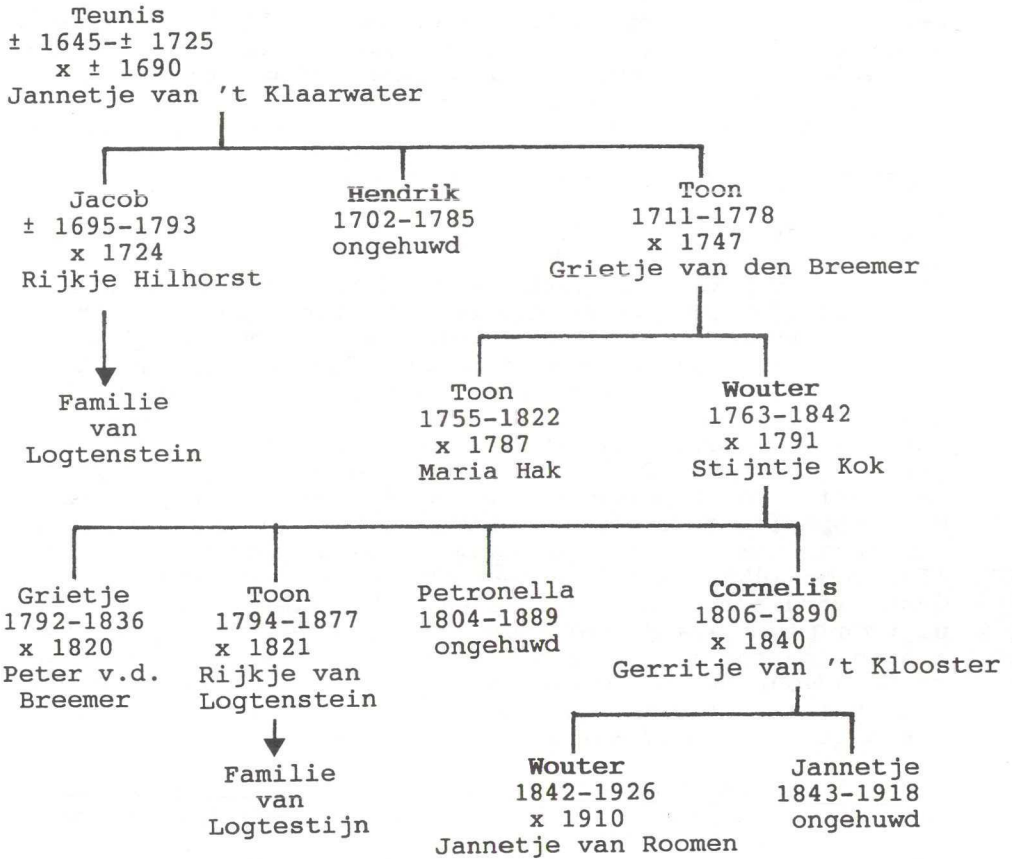 Teunis
± 1645-± 1725
x ± 1690
Jannetje van 't Klaarwater
Jacob
± 1695-1793
x 1724
Rijkje Hilhorst
Familie
van
Logtenstein
Hendrik
1702-1785
ongehuwd
Toon
1711-1778
x 1747
Grietje van den Breemer
Toon
1755-1822
x 1787
Maria Hak
Wouter
1763-1842
x 1791
Stijntje Kok
Grietje
1792-1836
x 1820
Peter v.d.
Breemer
Toon
1794-1877
x 1821
Rijkje van
Logtenstein
Familie
van
Logtestijn
Petronella
1804-1889
ongehuwd
Cornelis
1806-1890
x 1840
Gerritje van 't Klooster
Wouter
1842-1926
x 1910
Jannetje van Roomen
Jannetje
1843-1918
ongehuwd